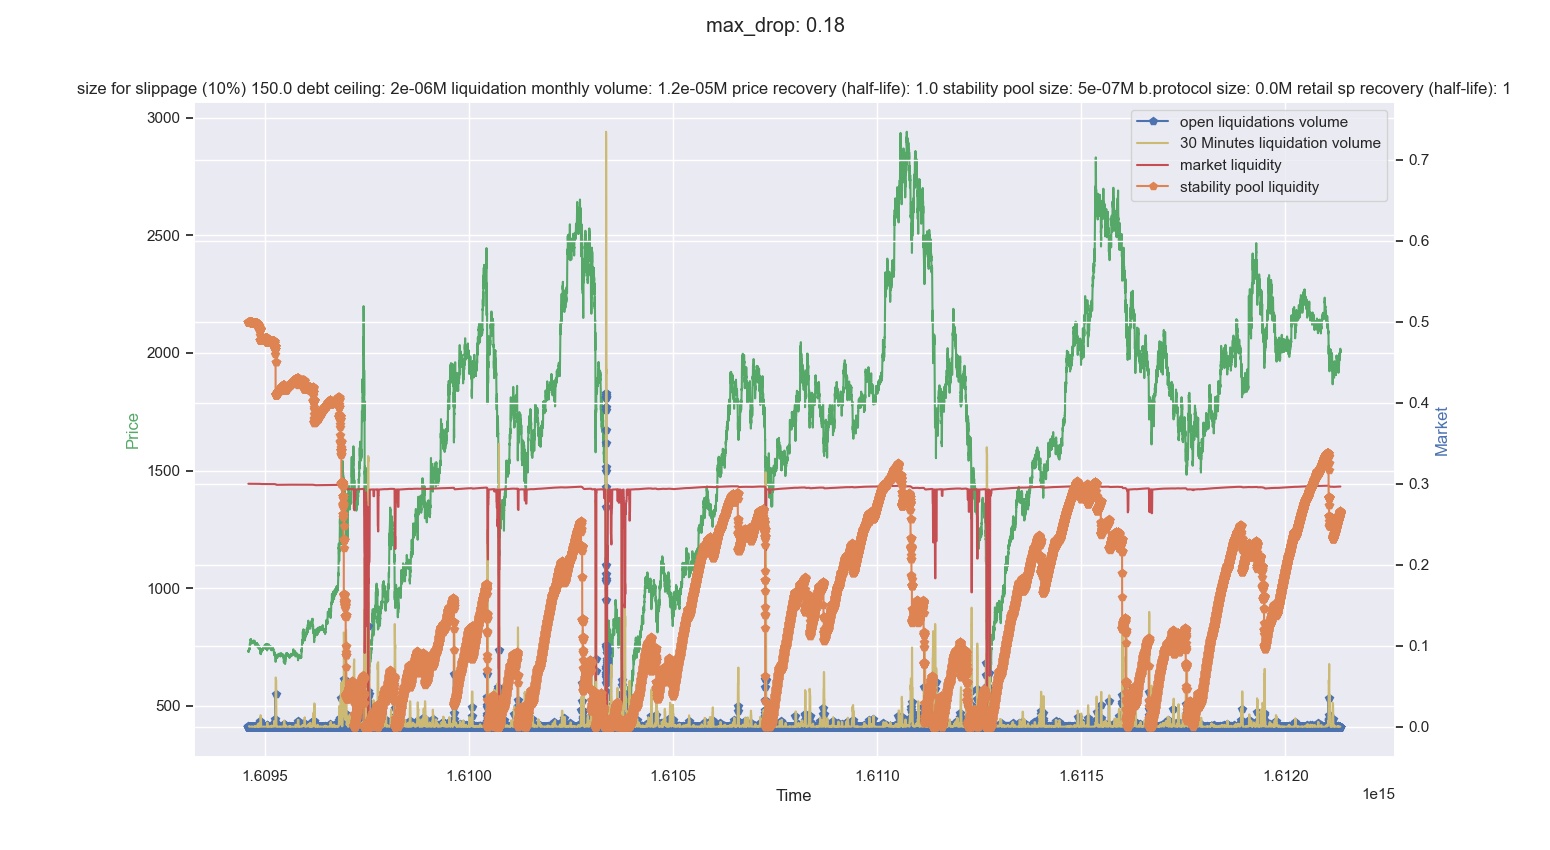 max_drop: 0.18
size for slippage (10%) 150.0 debt ceiling: 2e-06M liquidation monthly volume: 1.2e-05M price recovery (half-life): 1.0 stability pool size: 5e-07M b.protocol size: 0.0M retail sp recovery (half-life): 1
open liquidations volume
30 Minutes liquidation volume
market liquidity
stability pool liquidity
3000
2500
2000
1500
1000
500
Price
0.7
0.6
0.5
0.4
0.3
0.2
0.1
0.0
Market
1.6095 1.6100 1.6105 1.6110 1.6115 1.6120
Time
1e15